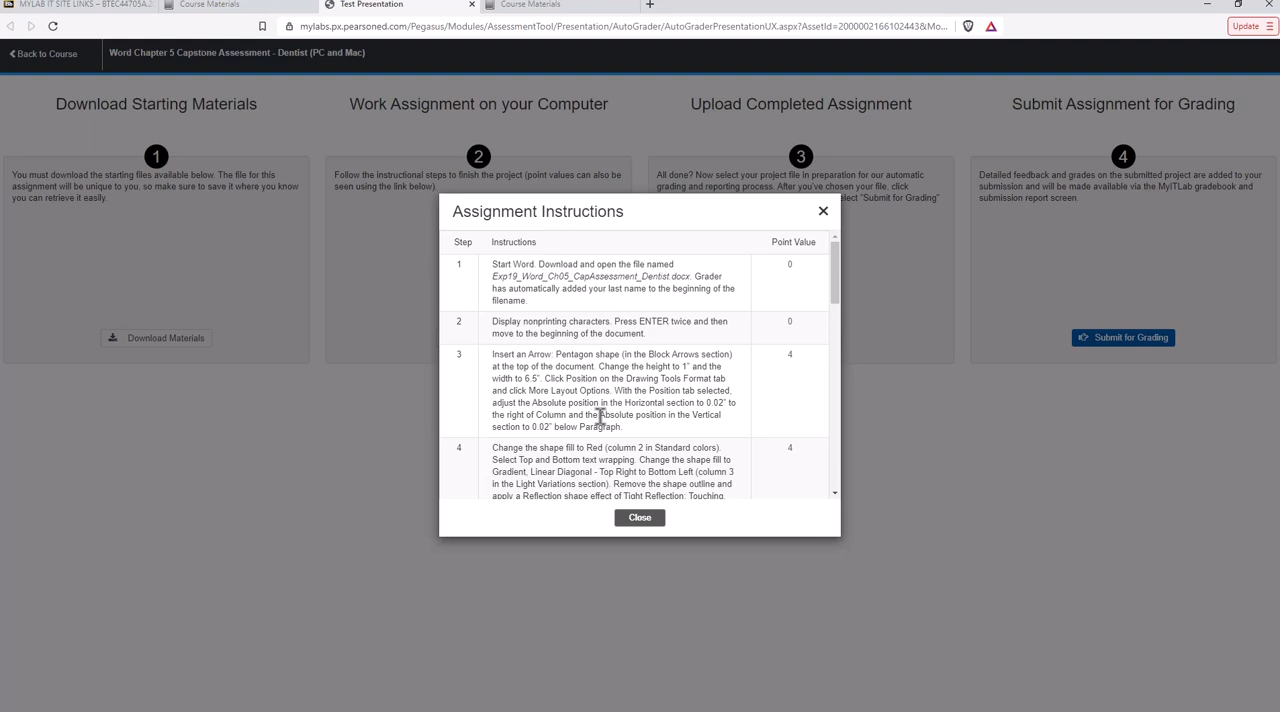 MYLAB IT SITE LINKS – BTEC44705A.2
Course Materials
Test Presentation
Course Materials
mylabs.px.pearsoned.com/Pegasus/Modules/AssessmentTool/Presentation/AutoGrader/AutoGraderPresentationUX.aspx?AssetId=2000002166102443&Mo...
Update
Back to Course
Word Chapter 5 Capstone Assessment - Dentist (PC and Mac)
Download Starting Materials
Work Assignment on your Computer
Upload Completed Assignment
Submit Assignment for Grading
1
2
3
4
You must download the starting files available below. The file for this
assignment will be unique to you, so make sure to save it where you know
you can retrieve it easily.
Download Materials
Follow the instructional steps to finish the project (point values can also be
seen using the link below).
All done? Now select your project file in preparation for our automatic
grading and reporting process. After you've chosen your file, click
select "Submit for Grading"
Detailed feedback and grades on the submitted project are added to your
submission and will be made available via the MyITLab gradebook and
submission report screen.
Submit for Grading
Assignment Instructions
Step
Instructions
Point Value
1
Start Word. Download and open the file named
Exp19_Word_Ch05_CapAssessment_Dentist.docx. Grader
has automatically added your last name to the beginning of the
filename.
0
2
Display nonprinting characters. Press ENTER twice and then
move to the beginning of the document.
0
3
Insert an Arrow: Pentagon shape (in the Block Arrows section)
at the top of the document. Change the height to 1" and the
width to 6.5". Click Position on the Drawing Tools Format tab
and click More Layout Options. With the Position tab selected,
adjust the Absolute position in the Horizontal section to 0.02" to
the right of Column and the Absolute position in the Vertical
section to 0.02" below Paragraph.
4
4
Change the shape fill to Red (column 2 in Standard colors).
Select Top and Bottom text wrapping. Change the shape fill to
Gradient, Linear Diagonal - Top Right to Bottom Left (column 3
in the Light Variations section). Remove the shape outline and
apply a Reflection shape effect of Tight Reflection: Touching.
4
Close